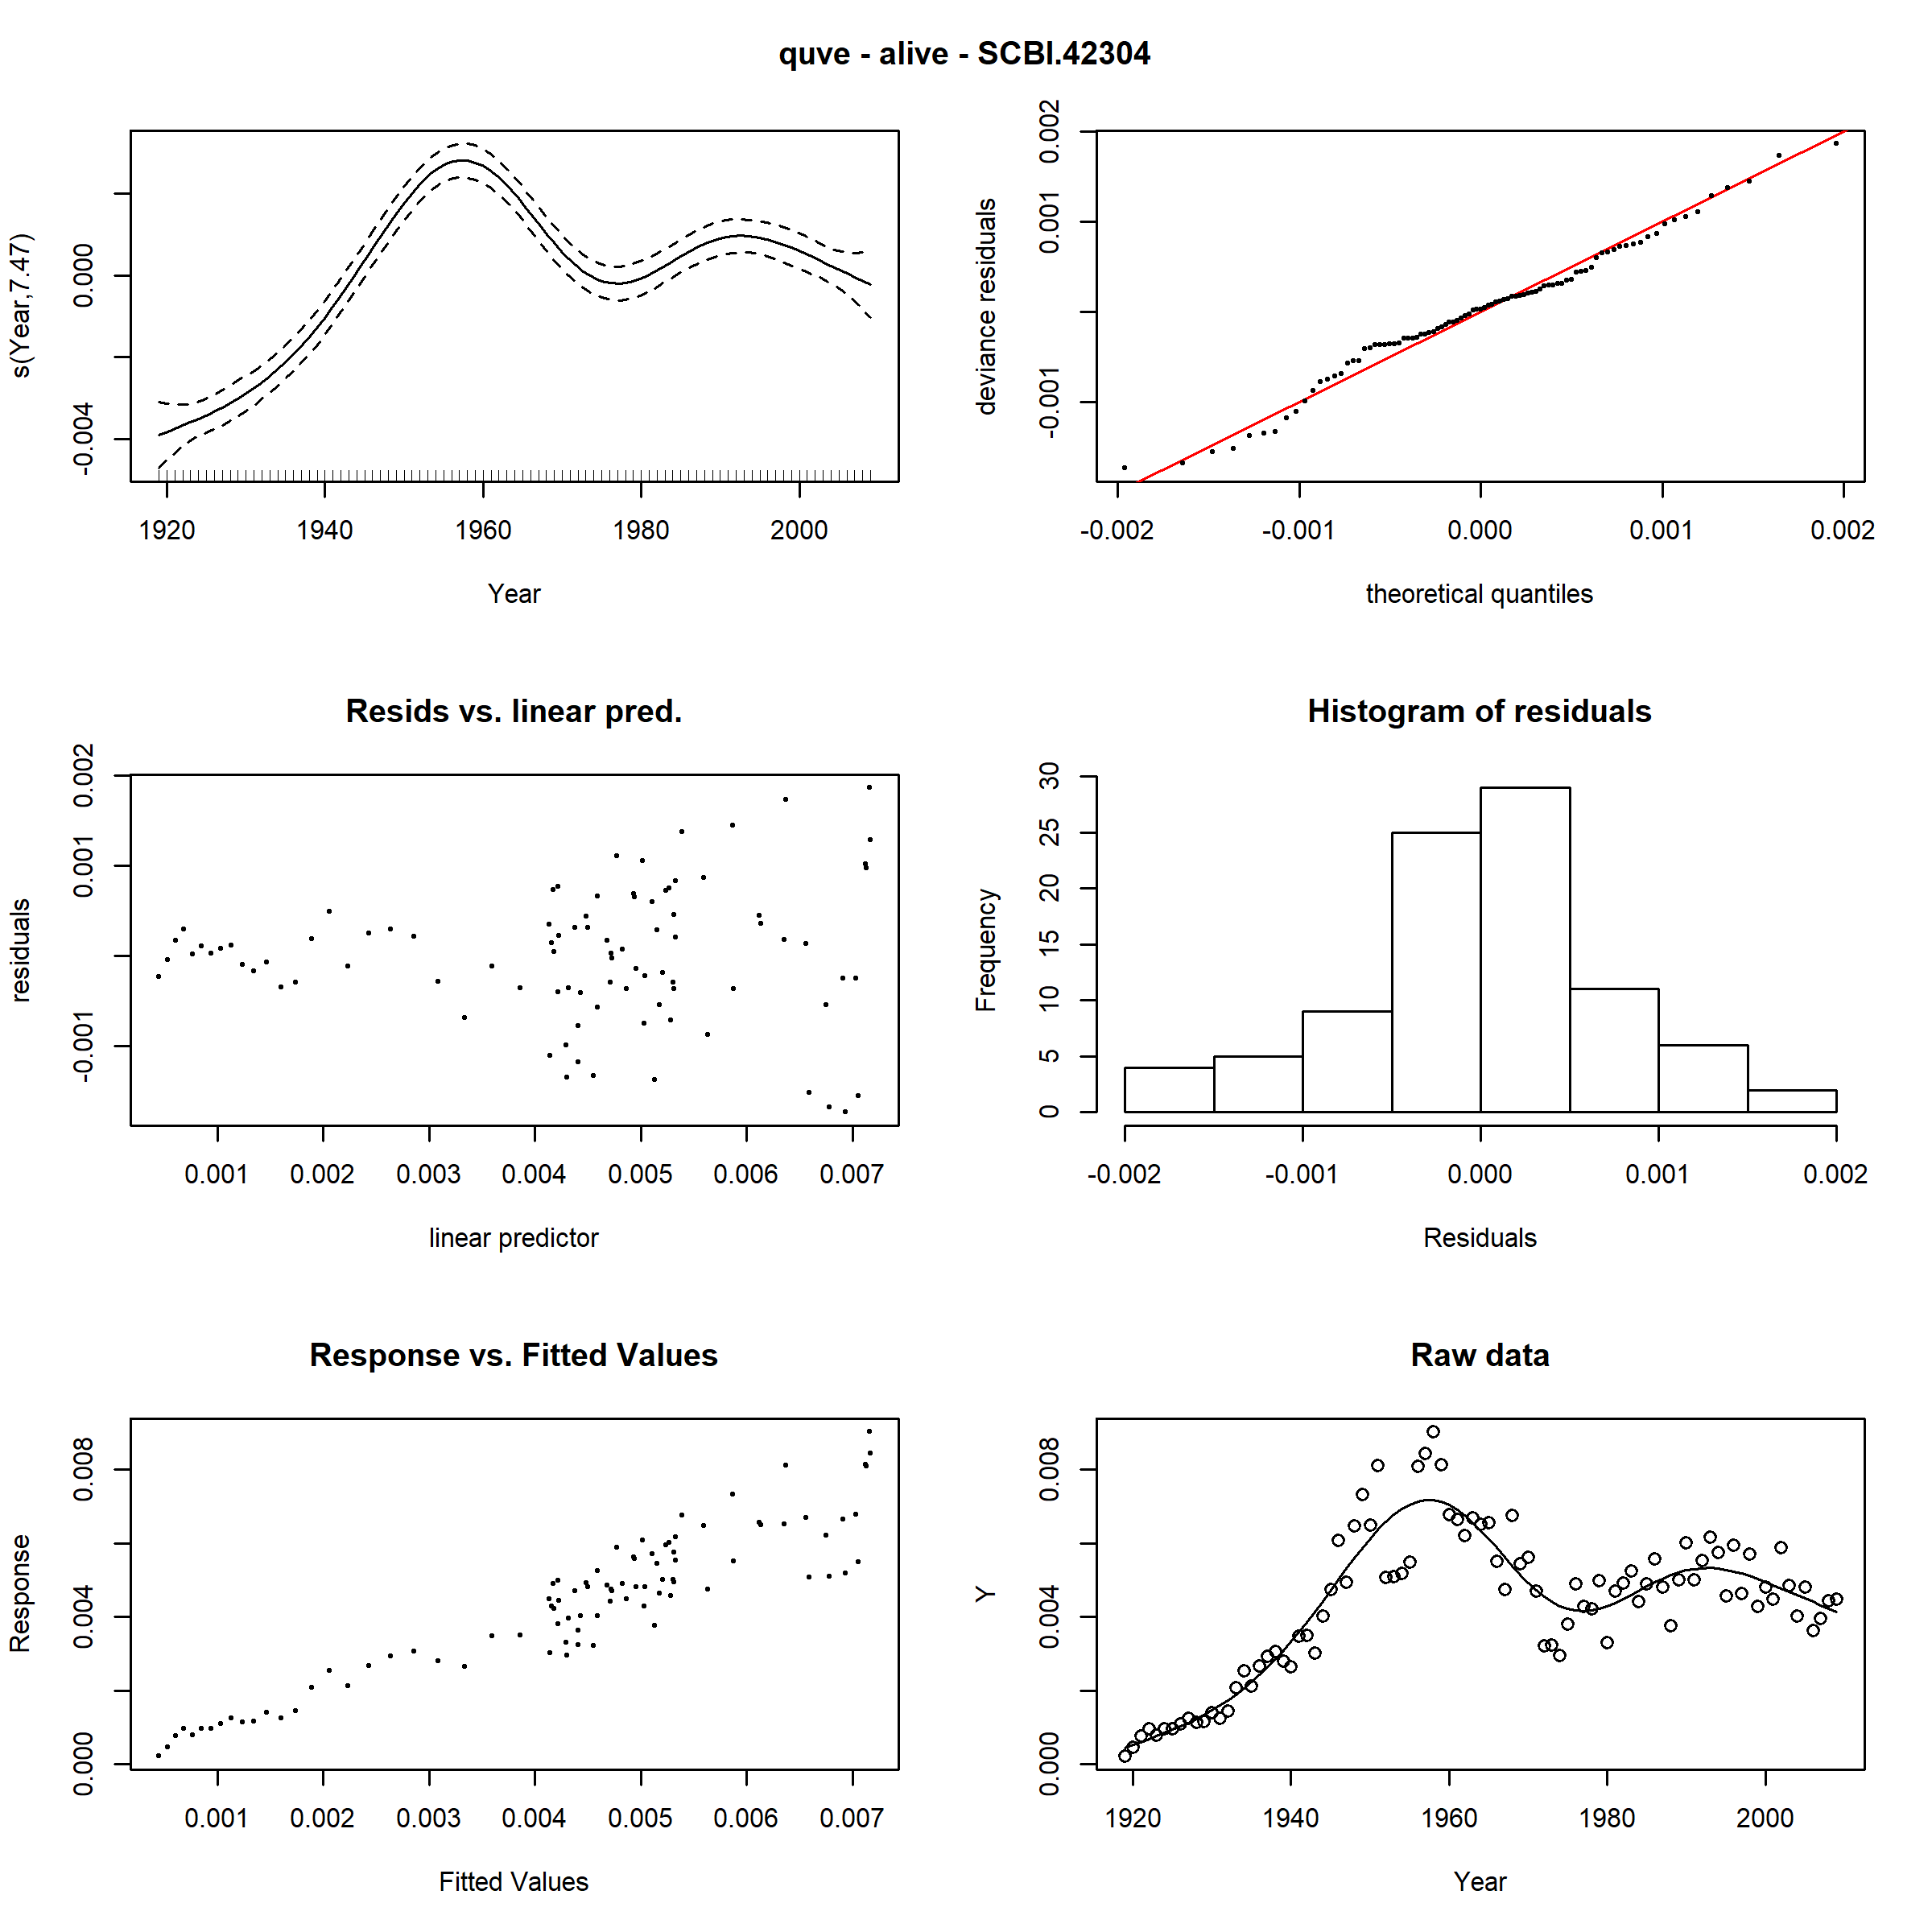 quve - alive - SCBI.42304
s(Year,7.47)
-0.004 0.000
1920 1940 1960 1980 2000
Year
deviance residuals
-0.001 0.001 0.002
-0.002 -0.001 0.000 0.001 0.002
theoretical quantiles
Resids vs. linear pred.
residuals
-0.001 0.001 0.002
0.001 0.002 0.003 0.004 0.005 0.006 0.007
linear predictor
Histogram of residuals
Frequency
0 5 10 15 20 25 30
-0.002 -0.001 0.000 0.001 0.002
Residuals
Response vs. Fitted Values
Response
0.000 0.004 0.008
0.001 0.002 0.003 0.004 0.005 0.006 0.007
Fitted Values
Raw data
Y
0.000 0.004 0.008
1920 1940 1960 1980 2000
Year